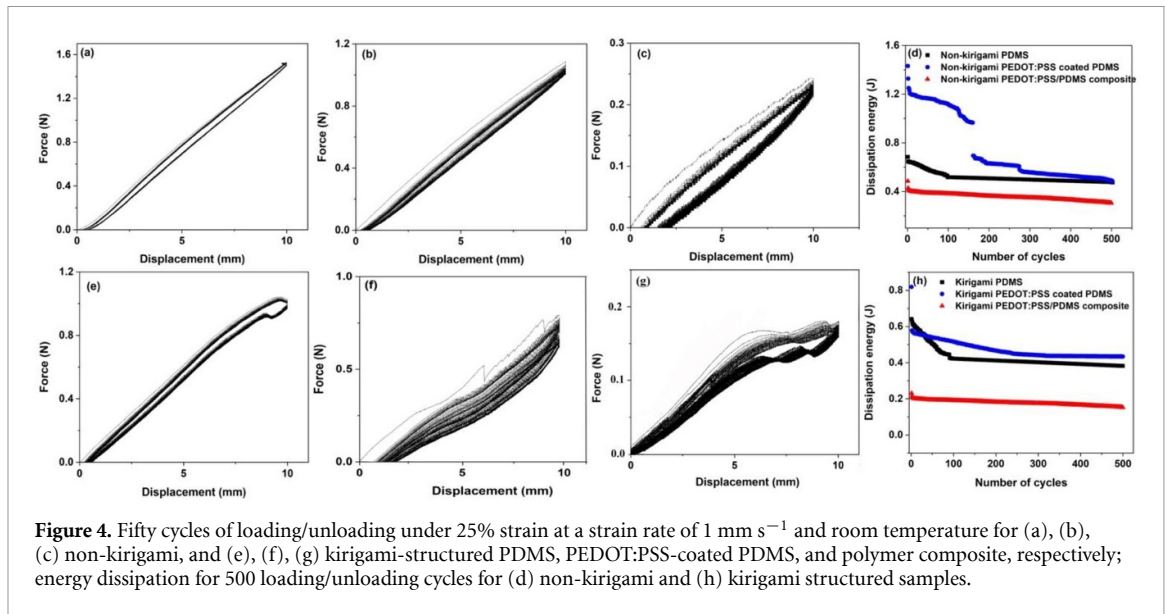 (a)
Force (N)
1.6
1.2
0.8
0.4
0.0
0 5 10
Displacement (mm)
(b)
Force (N)
1.2
0.8
0.4
0.0
0 5 10
Displacement (mm)
(c)
Force (N)
0.3
0.2
0.1
0.0
0 5 10
Displacement (mm)
(d)
Non-kirigami PDMS
Non-kirigami PEDOT:PSS coated PDMS
Non-kirigami PEDOT:PSS/PDMS composite
Dissipation energy (J)
1.6
1.2
0.8
0.4
0 100 200 300 400 500
Number of cycles
(e)
Force (N)
1.2
0.8
0.4
0.0
0 5 10
Displacement (mm)
(f)
Force (N)
1.0
0.5
0.0
0 5 10
Displacement (mm)
(g)
Force (N)
0.2
0.1
0.0
0 5 10
Displacement (mm)
(h)
Kirigami PDMS
Kirigami PEDOT:PSS coated PDMS
Kirigami PEDOT:PSS/PDMS composite
Dissipation energy (J)
0.8
0.6
0.4
0.2
0.0
0 100 200 300 400 500
Number of cycles
Figure 4. Fifty cycles of loading/unloading under 25% strain at a strain rate of 1 mm s⁻¹ and room temperature for (a), (b),
(c) non-kirigami, and (e), (f), (g) kirigami-structured PDMS, PEDOT:PSS-coated PDMS, and polymer composite, respectively;
energy dissipation for 500 loading/unloading cycles for (d) non-kirigami and (h) kirigami structured samples.